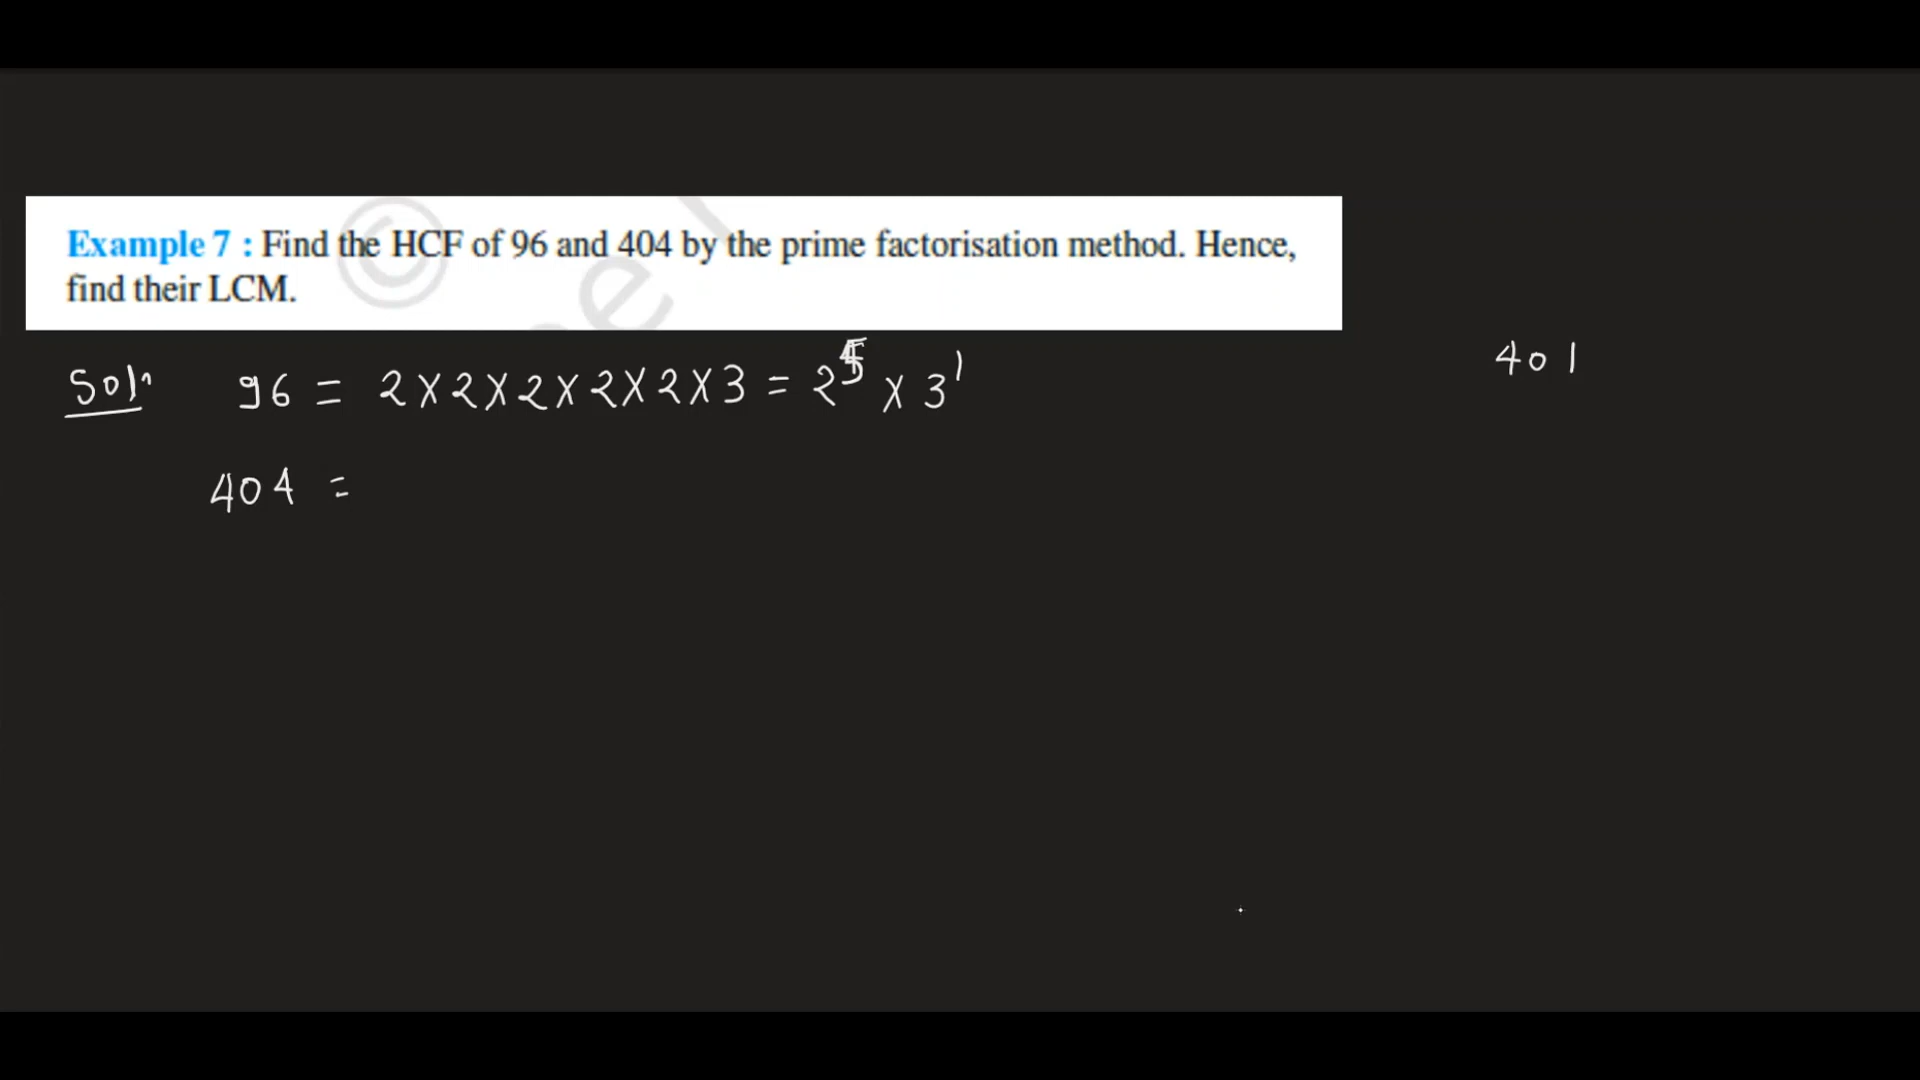 Example 7 : Find the HCF of 96 and 404 by the prime factorisation method. Hence,
find their LCM.
401
Soln 96 = 2 × 2 × 2 × 2 × 2 × 3 = 2⁵ × 3¹
404 =